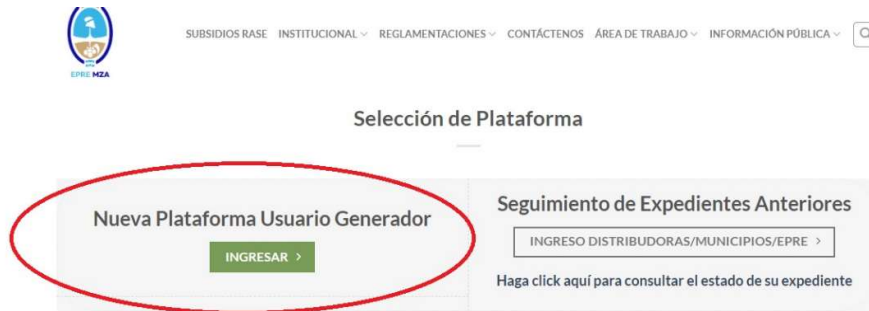 EPRE MZA
SUBSIDIOS RASE INSTITUCIONAL REGLAMENTACIONES CONTÁCTENOS ÁREA DE TRABAJO INFORMACIÓN PÚBLICA
Selección de Plataforma
Nueva Plataforma Usuario Generador
INGRESAR >
Seguimiento de Expedientes Anteriores
INGRESO DISTRIBUDORAS/MUNICIPIOS/EPRE >
Haga click aquí para consultar el estado de su expediente